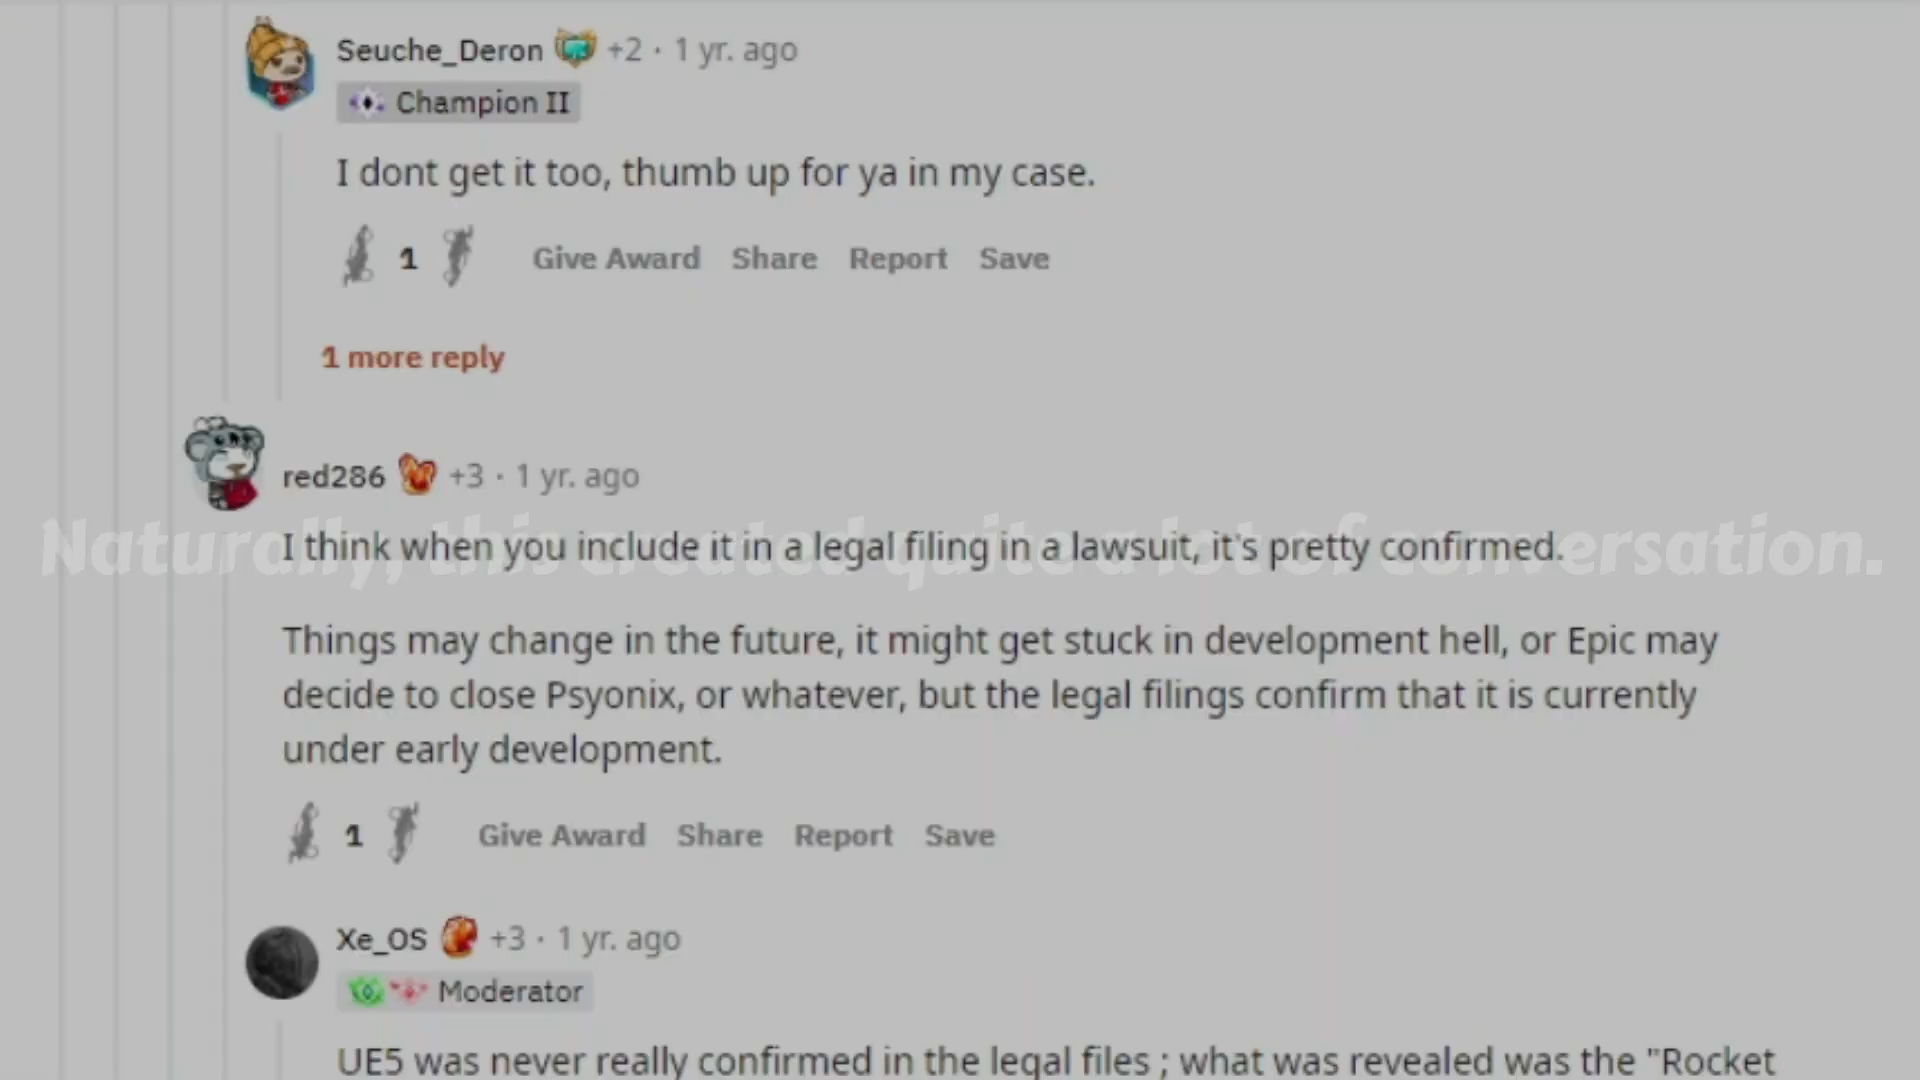 Seuche_Deron +2 · 1 yr. ago
Champion II
I dont get it too, thumb up for ya in my case.
1 Give Award Share Report Save
1 more reply
red286 +3 · 1 yr. ago
Naturally, this created quite a lot of conversation.
I think when you include it in a legal filing in a lawsuit, it's pretty confirmed.
Things may change in the future, it might get stuck in development hell, or Epic may
decide to close Psyonix, or whatever, but the legal filings confirm that it is currently
under early development.
1 Give Award Share Report Save
Xe_OS +3 · 1 yr. ago
Moderator
UE5 was never really confirmed in the legal files ; what was revealed was the "Rocket